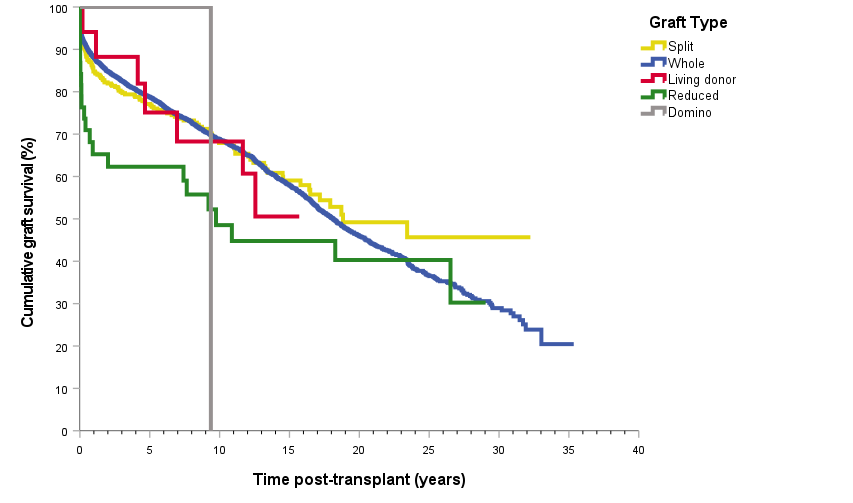 Graft Type
Split
Whole
Living donor
Reduced
Domino
Cumulative graft survival (%)
100
90
80
70
60
50
40
30
20
10
0
0 5 10 15 20 25 30 35 40
Time post-transplant (years)